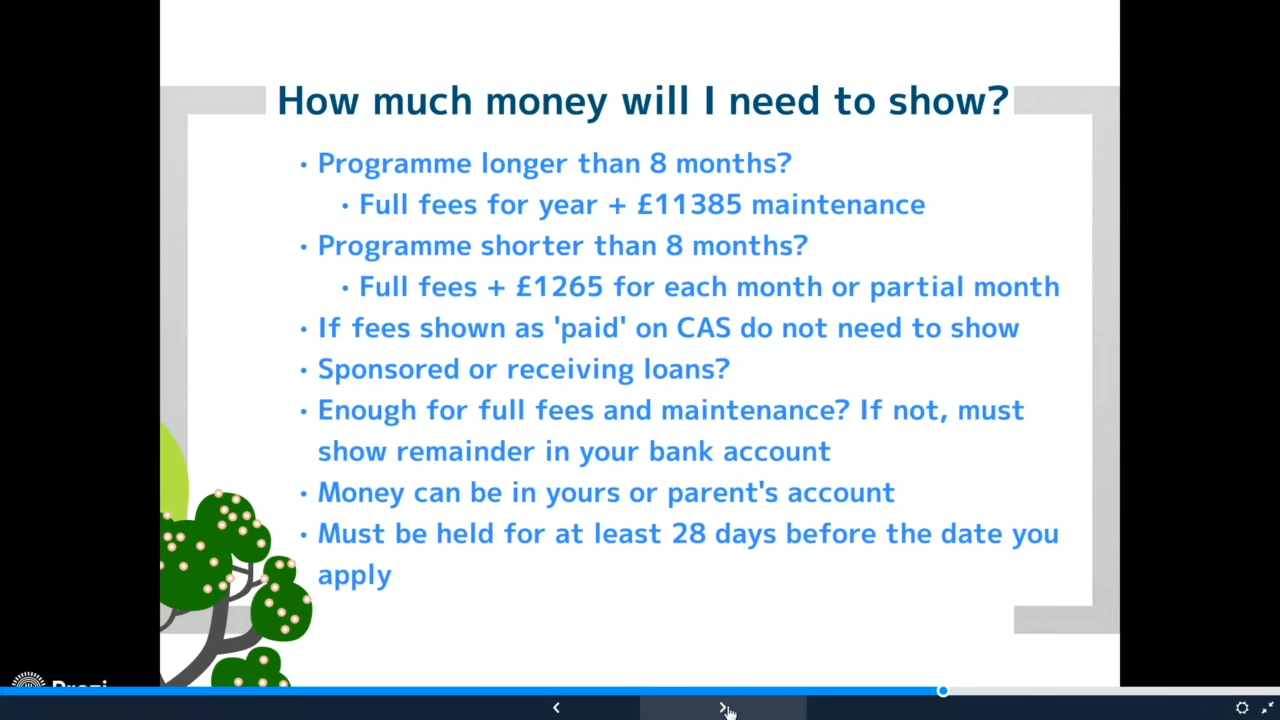 How much money will I need to show?
• Programme longer than 8 months?
• Full fees for year + £11385 maintenance
• Programme shorter than 8 months?
• Full fees + £1265 for each month or partial month
• If fees shown as 'paid' on CAS do not need to show
• Sponsored or receiving loans?
• Enough for full fees and maintenance? If not, must
show remainder in your bank account
• Money can be in yours or parent's account
• Must be held for at least 28 days before the date you
apply
Prezi